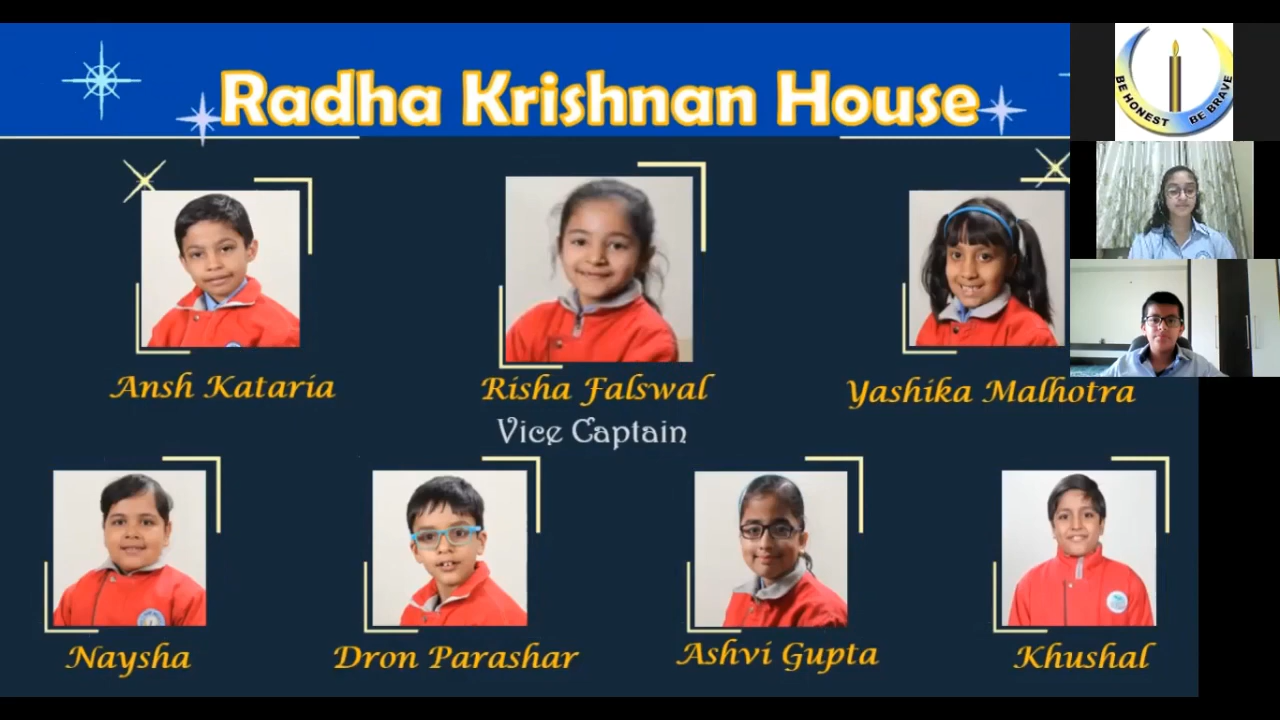 Radha Krishnan House
BE HONEST BE BRAVE
Ansh Kataria
Risha Falswal
Yashika Malhotra
Vice Captain
Naysha
Dron Parashar
Ashvi Gupta
Khushal